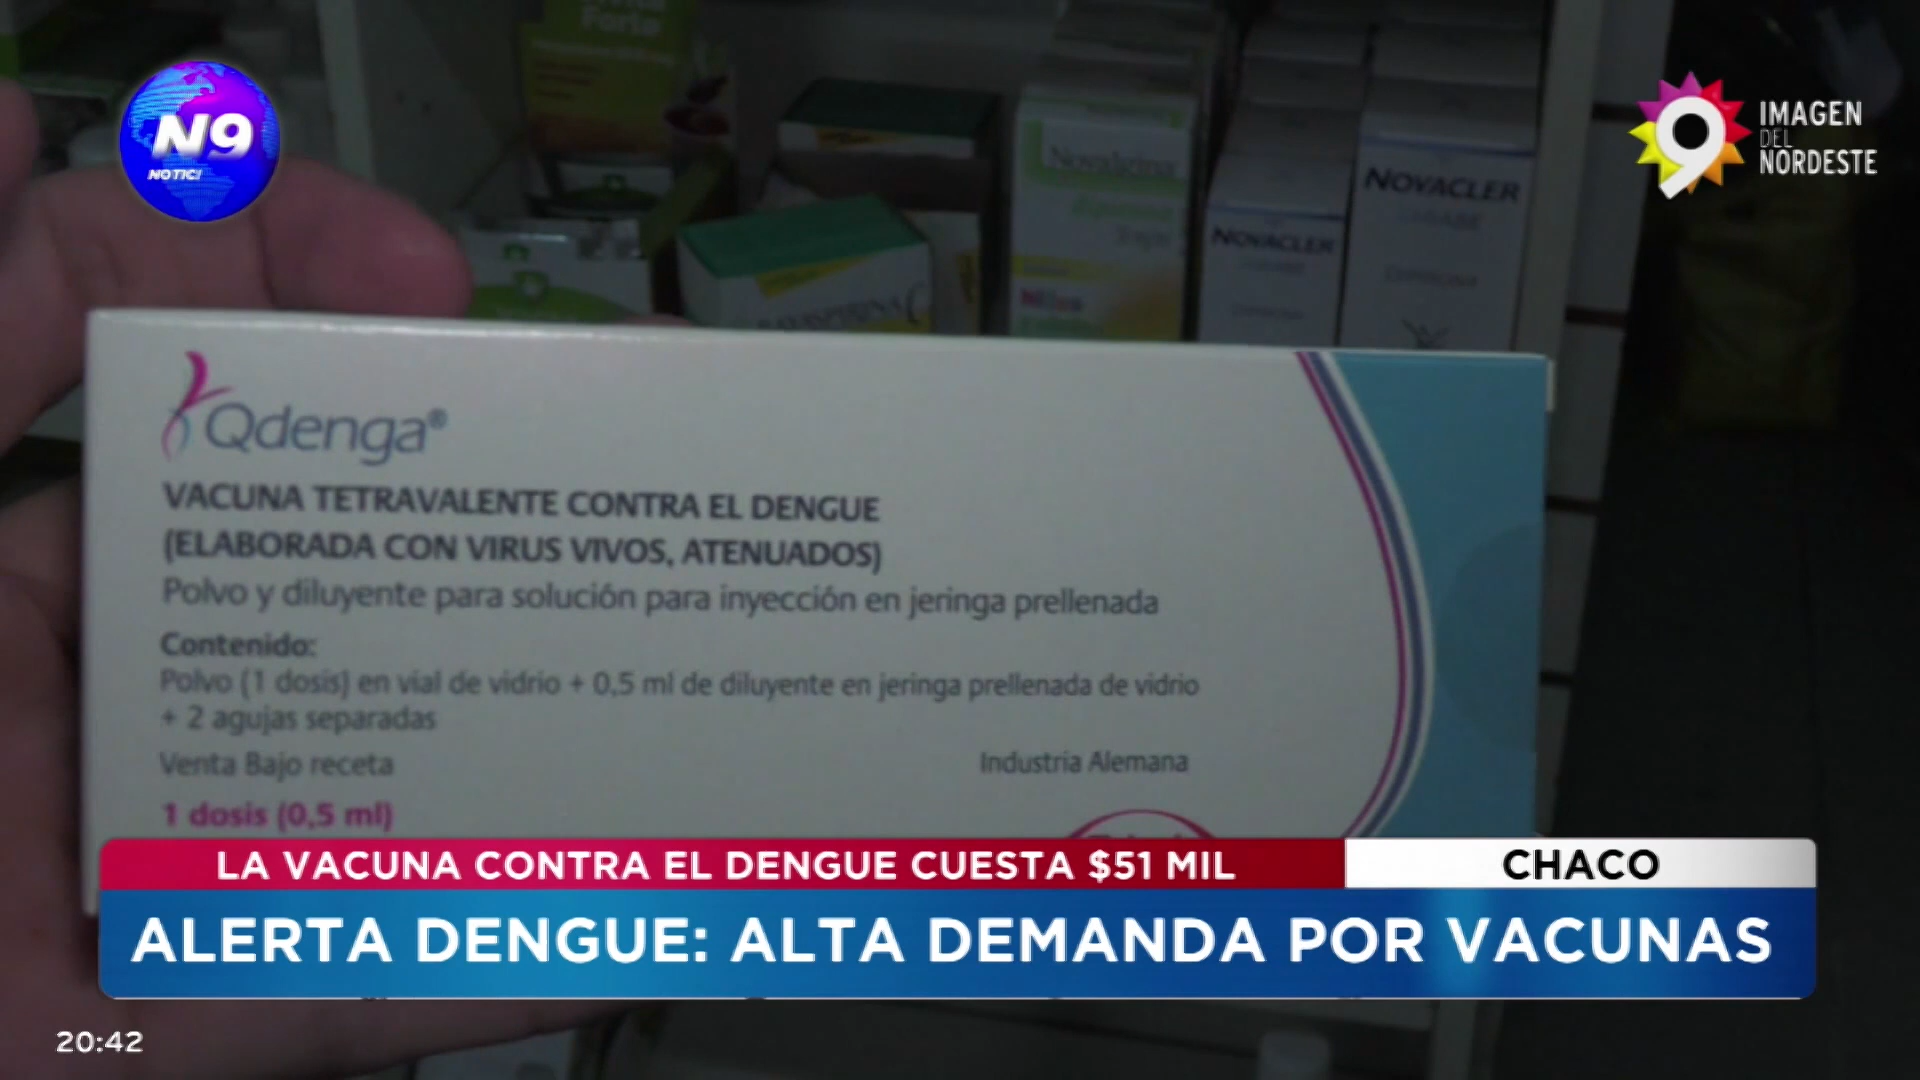 Forte
N9
NOTICI
IMAGEN
DEL
NORDESTE
9
Novalgina
NOVACLER
NOVACLER
Qdenga®
VACUNA TETRAVALENTE CONTRA EL DENGUE
(ELABORADA CON VIRUS VIVOS, ATENUADOS)
Polvo y diluyente para solución para inyección en jeringa prellenada
Contenido:
Polvo (1 dosis) en vial de vidrio + 0,5 ml de diluyente en jeringa prellenada de vidrio
+ 2 agujas separadas
Venta Bajo receta
Industria Alemana
1 dosis (0,5 ml)
LA VACUNA CONTRA EL DENGUE CUESTA $51 MIL
CHACO
ALERTA DENGUE: ALTA DEMANDA POR VACUNAS
20:42